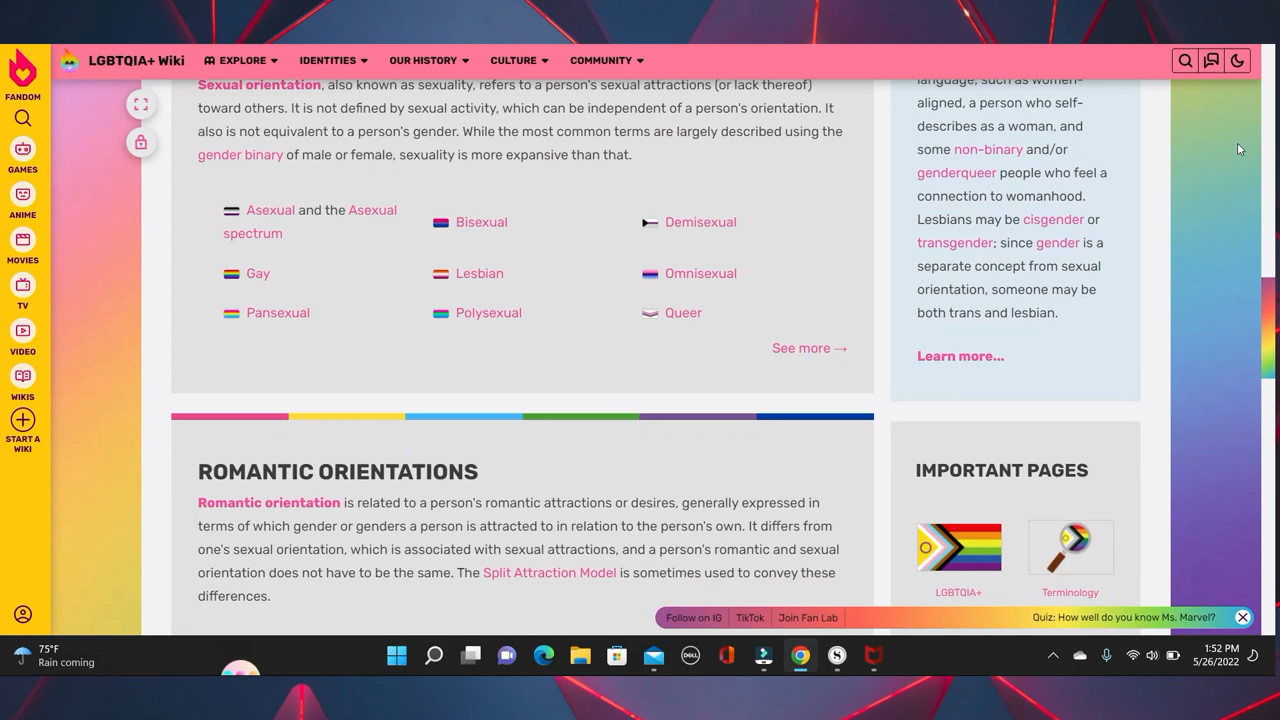 FANDOM
GAMES
ANIME
MOVIES
TV
VIDEO
WIKIS
START A
WIKI
LGBTQIA+ Wiki
EXPLORE
IDENTITIES
OUR HISTORY
CULTURE
COMMUNITY
Sexual orientation, also known as sexuality, refers to a person's sexual attractions (or lack thereof)
toward others. It is not defined by sexual activity, which can be independent of a person's orientation. It
also is not equivalent to a person's gender. While the most common terms are largely described using the
gender binary of male or female, sexuality is more expansive than that.
Asexual and the Asexual
spectrum
Bisexual
Demisexual
Gay
Lesbian
Omnisexual
Pansexual
Polysexual
Queer
See more →
ROMANTIC ORIENTATIONS
Romantic orientation is related to a person's romantic attractions or desires, generally expressed in
terms of which gender or genders a person is attracted to in relation to the person's own. It differs from
one's sexual orientation, which is associated with sexual attractions, and a person's romantic and sexual
orientation does not have to be the same. The Split Attraction Model is sometimes used to convey these
differences.
language, such as women-
aligned, a person who self-
describes as a woman, and
some non-binary and/or
genderqueer people who feel a
connection to womanhood.
Lesbians may be cisgender or
transgender; since gender is a
separate concept from sexual
orientation, someone may be
both trans and lesbian.
Learn more...
IMPORTANT PAGES
LGBTQIA+
Terminology
Follow on IG
TikTok
Join Fan Lab
Quiz: How well do you know Ms. Marvel?
75°F
Rain coming
DELL
S
1:52 PM
5/26/2022